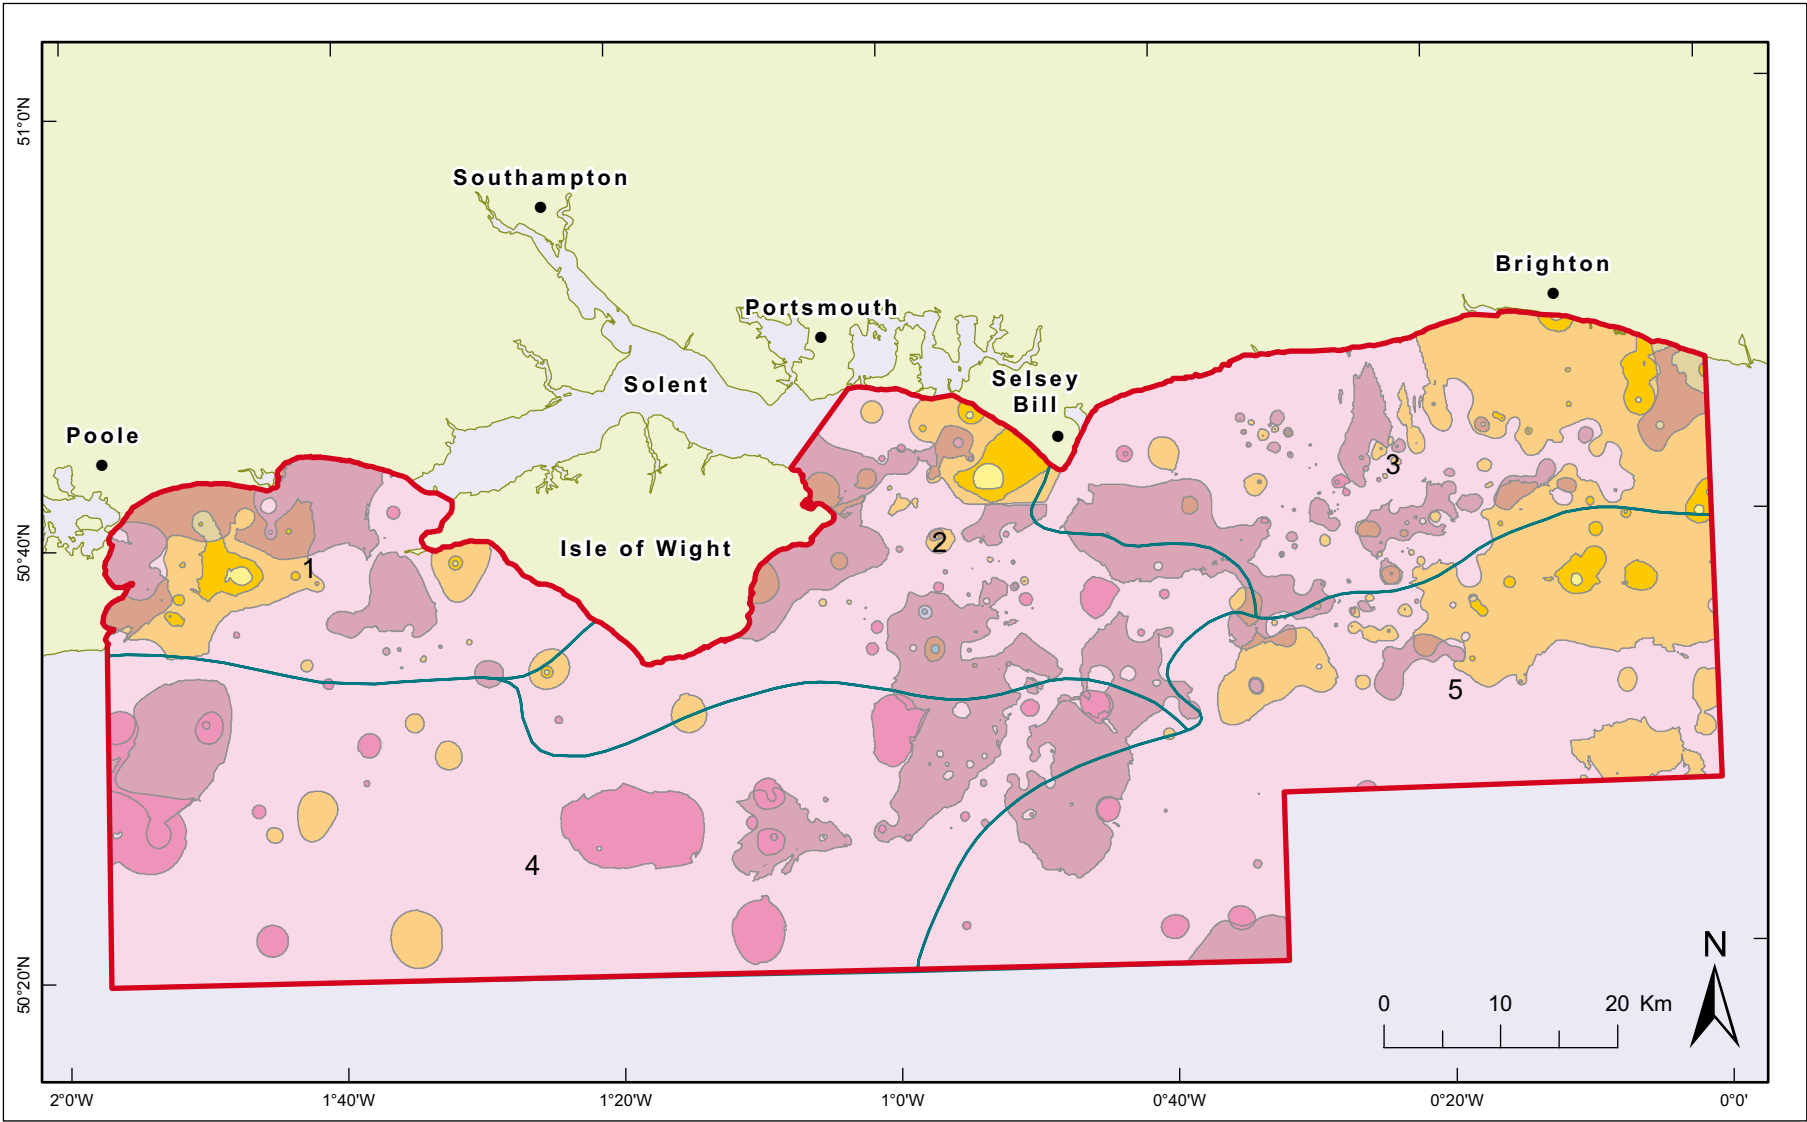 51°0'N
Southampton
Brighton
Portsmouth
Solent
Selsey
Bill
Poole
3
50°40'N
Isle of Wight
2
1
5
4
N
50°20'N
0 10 20 Km
2°0'W 1°40'W 1°20'W 1°0'W 0°40'W 0°20'W 0°0'